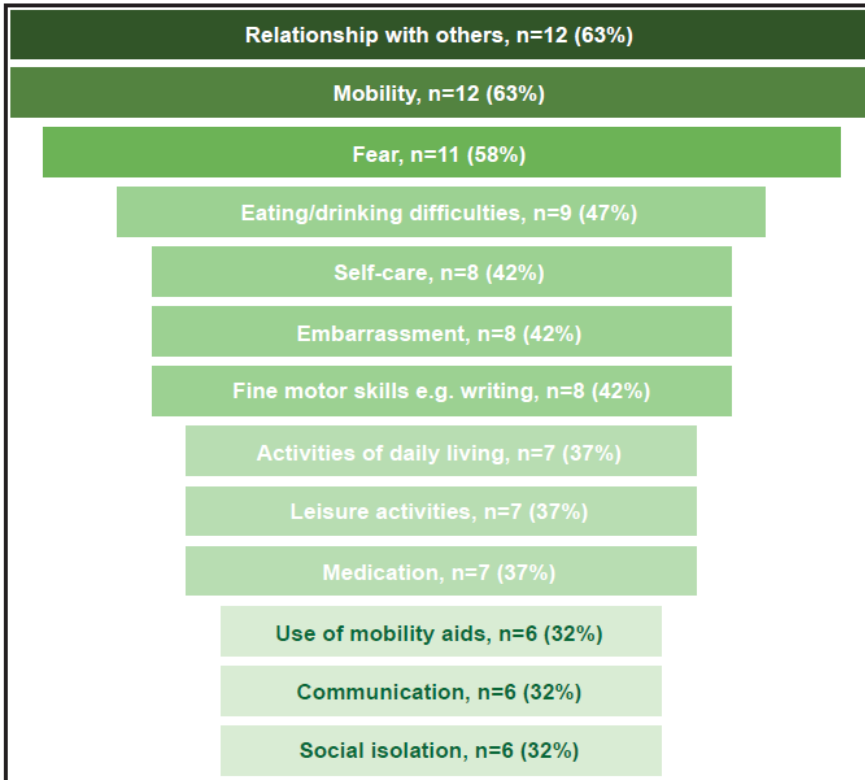 Relationship with others, n=12 (63%)
Mobility, n=12 (63%)
Fear, n=11 (58%)
Eating/drinking difficulties, n=9 (47%)
Self-care, n=8 (42%)
Embarrassment, n=8 (42%)
Fine motor skills e.g. writing, n=8 (42%)
Activities of daily living, n=7 (37%)
Leisure activities, n=7 (37%)
Medication, n=7 (37%)
Use of mobility aids, n=6 (32%)
Communication, n=6 (32%)
Social isolation, n=6 (32%)